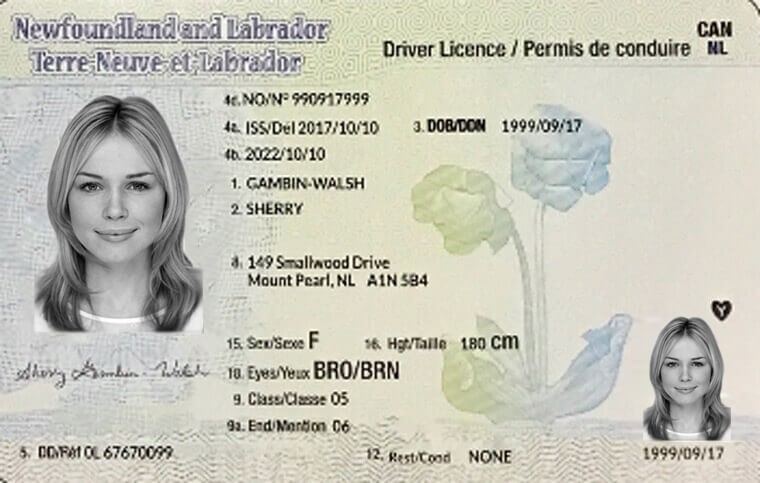 Newfoundland and Labrador
Terre-Neuve-et-Labrador
Driver Licence / Permis de conduire
CAN
NL
4d. NO/Nº 990917999
4a. ISS/Del 2017/10/10
3. DOB/DDN 1999/09/17
4b. 2022/10/10
1. GAMBIN-WALSH
2. SHERRY
8. 149 Smallwood Drive
Mount Pearl, NL A1N 5B4
15. Sex/Sexe F
16. Hgt/Taille 180 cm
18. Eyes/Yeux BRO/BRN
9. Class/Classe 05
9a. End/Mention 06
Sherry Gambin-Walsh
5. DD/Réf OL 67670099
12. Rest/Cond NONE
Y
1999/09/17